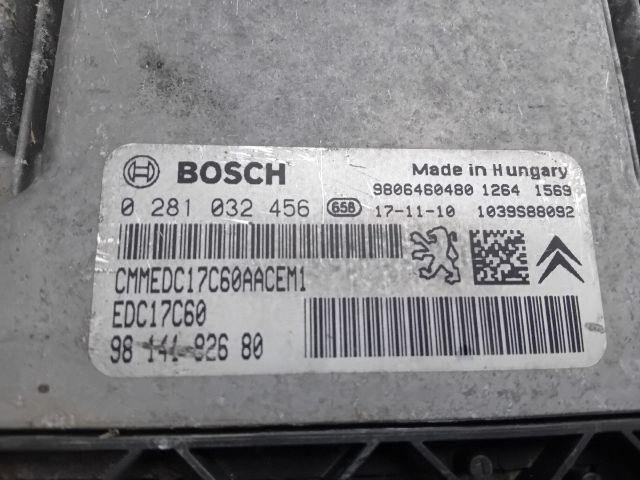 BOSCH
Made in Hungary
9806460480 1264 1569
0 281 032 456 658 17-11-10 1039S88092
CMMEDC17C60AACEM1
EDC17C60
98 141 826 80